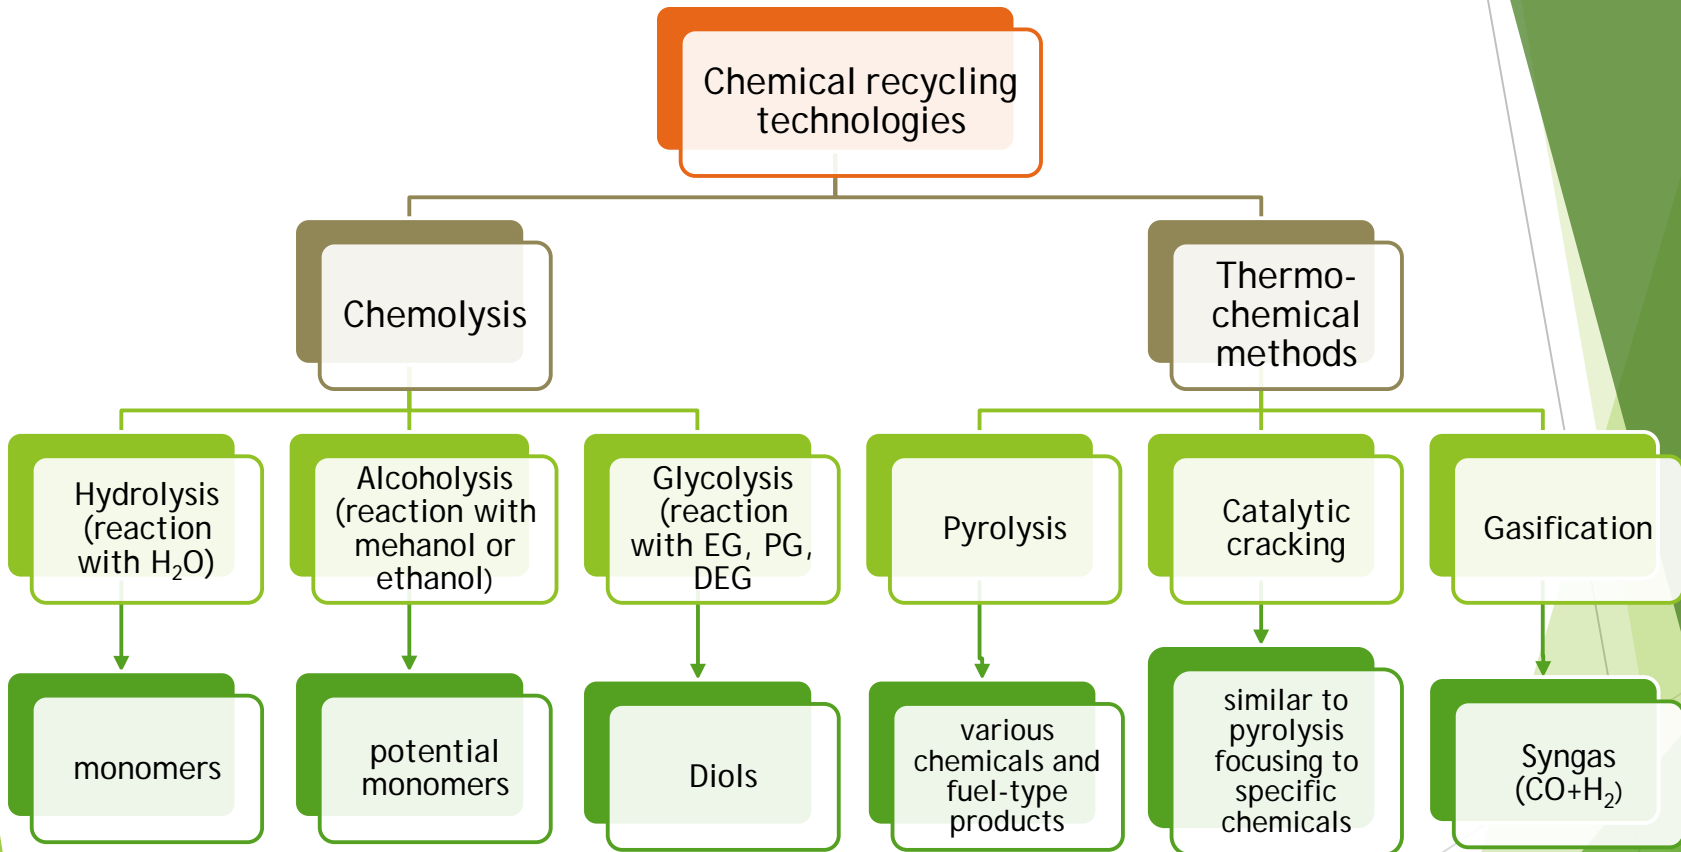 Chemical recycling
technologies
Chemolysis
Thermo-
chemical
methods
Hydrolysis
(reaction
with H₂O)
Alcoholysis
(reaction with
mehanol or
ethanol)
Glycolysis
(reaction
with EG, PG,
DEG
Pyrolysis
Catalytic
cracking
Gasification
monomers
potential
monomers
Diols
various
chemicals and
fuel-type
products
similar to
pyrolysis
focusing to
specific
chemicals
Syngas
(CO+H₂)